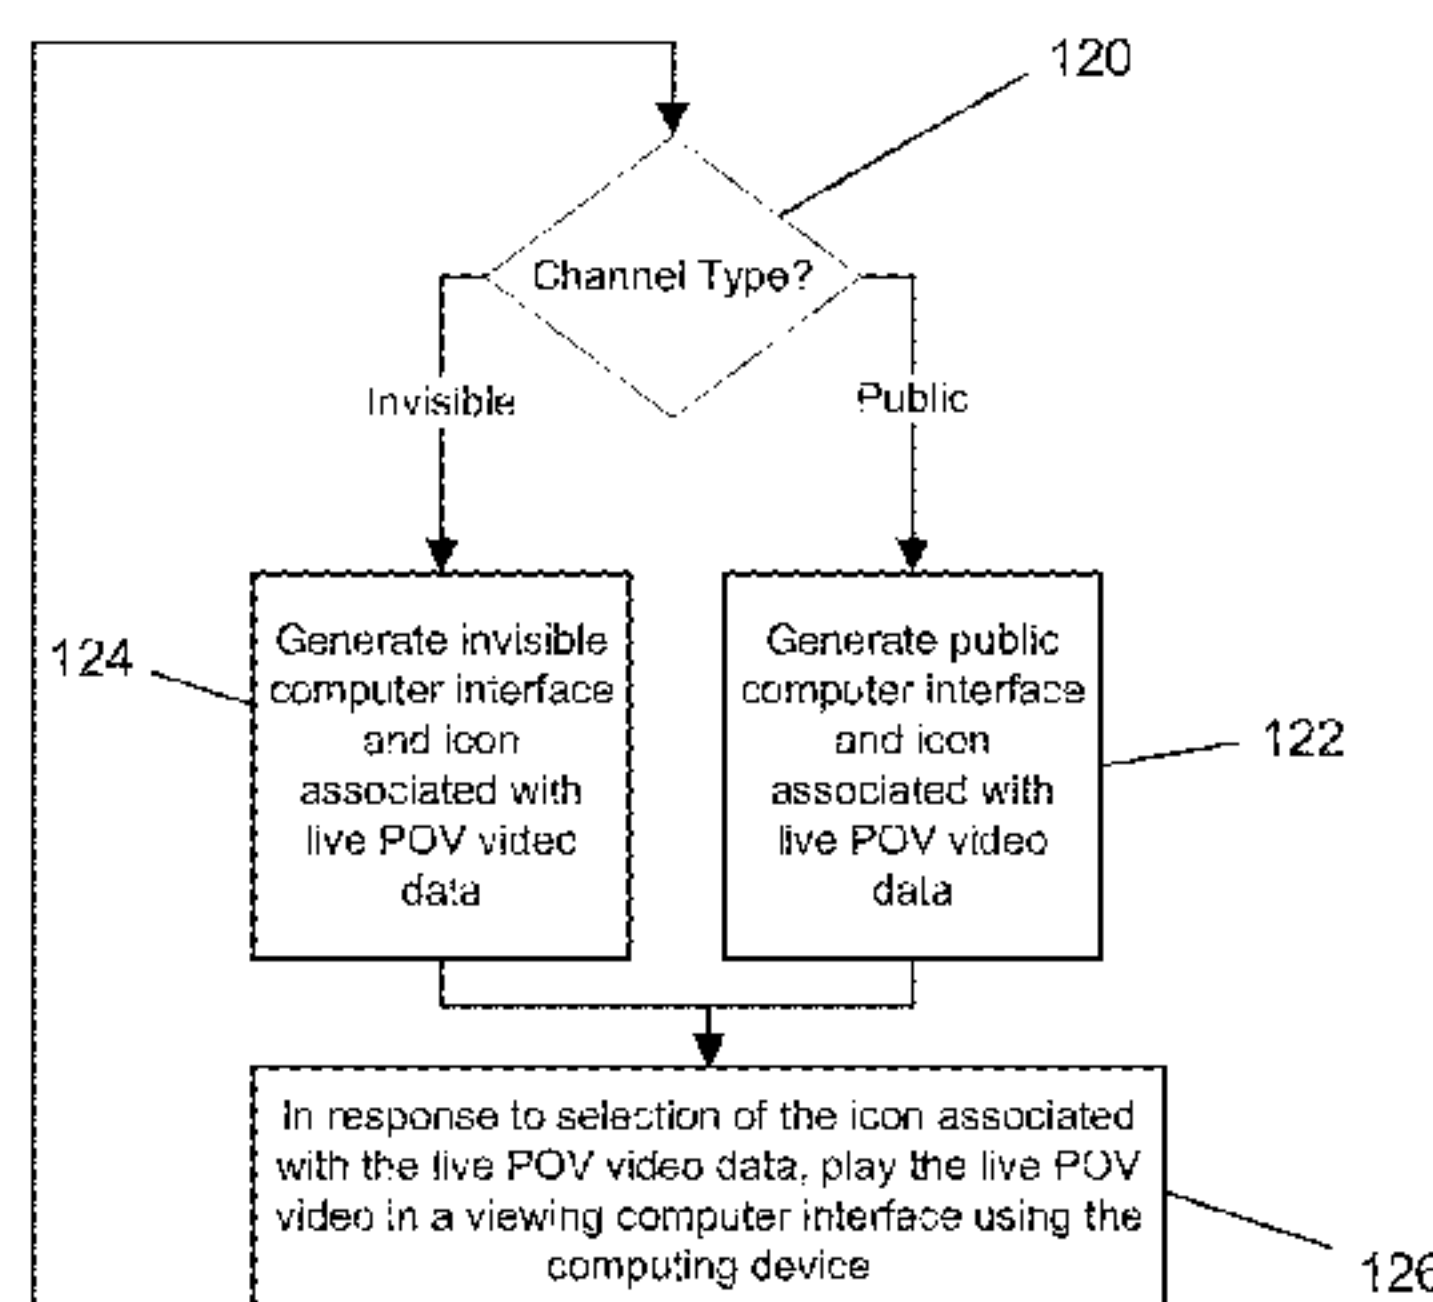 120
Channel Type?
Invisible
Public
124
Generate invisible
computer interface
and icon
associated with
live POV video
data
Generate public
computer interface
and icon
associated with
live POV video
data
122
In response to selection of the icon associated
with the live POV video data, play the live POV
video in a viewing computer interface using the
computing device
126